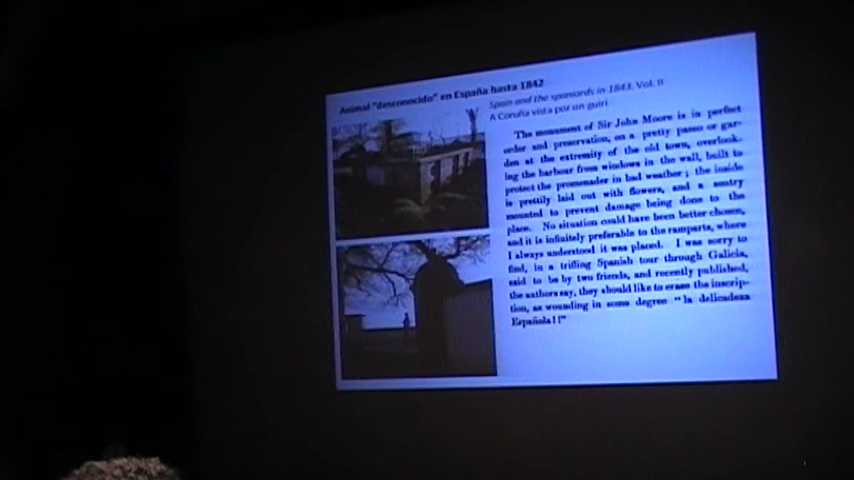 Animal "desconocido" en España hasta 1842
Spain and the spaniards in 1843. Vol. II
A Coruña vista por un guiri
The monument of Sir John Moore is in perfect
order and preservation, on a pretty paseo or gar-
den at the extremity of the old town, overlook-
ing the harbour from windows in the wall, built to
protect the promenader in bad weather; the inside
is prettily laid out with flowers, and a sentry
mounted to prevent damage being done to the
place. No situation could have been better chosen,
and it is infinitely preferable to the ramparts, where
I always understood it was placed. I was sorry to
find, in a trifling Spanish tour through Galicia,
said to be by two friends, and recently published,
the authors say, they should like to erase the inscrip-
tion, as wounding in some degree "la delicadeza
Española!!"